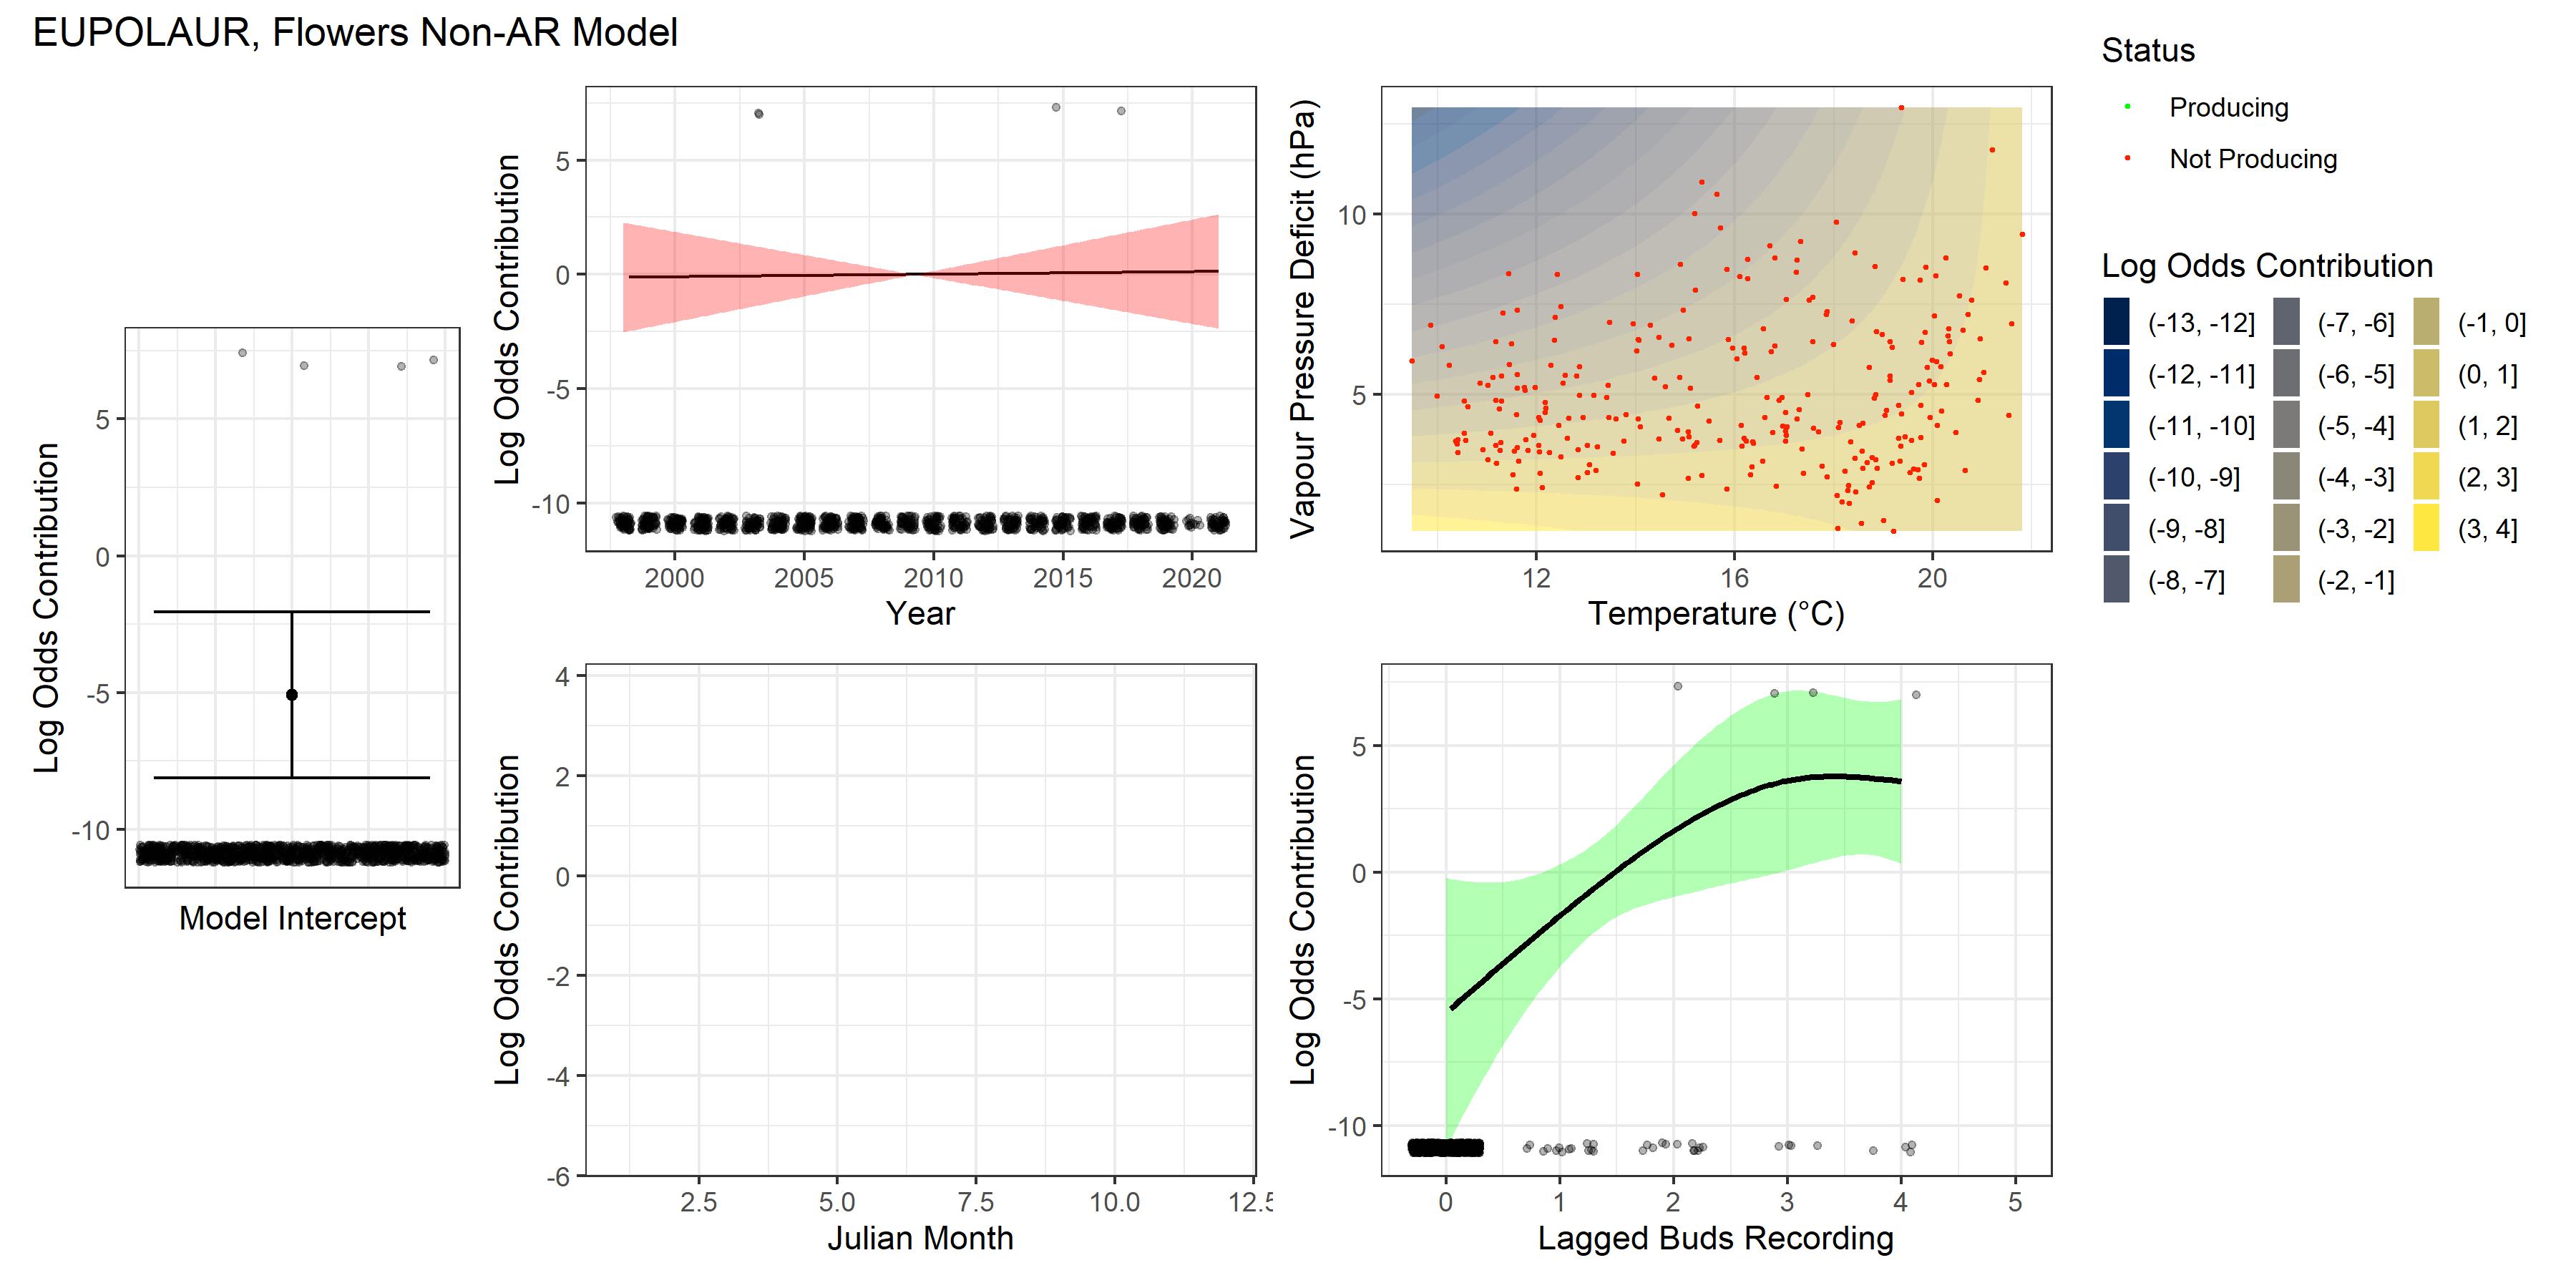 EUPOLAUR, Flowers Non-AR Model
Log Odds Contribution
5
0
-5
-10
Model Intercept
Log Odds Contribution
5
0
-5
-10
2000 2005 2010 2015 2020
Year
Vapour Pressure Deficit (hPa)
10
5
12 16 20
Temperature (°C)
Log Odds Contribution
4
2
0
-2
-4
-6
2.5 5.0 7.5 10.0 12.5
Julian Month
Log Odds Contribution
5
0
-5
-10
0 1 2 3 4 5
Lagged Buds Recording
Status
Producing
Not Producing
Log Odds Contribution
(-13, -12] (-7, -6] (-1, 0]
(-12, -11] (-6, -5] (0, 1]
(-11, -10] (-5, -4] (1, 2]
(-10, -9] (-4, -3] (2, 3]
(-9, -8] (-3, -2] (3, 4]
(-8, -7] (-2, -1]